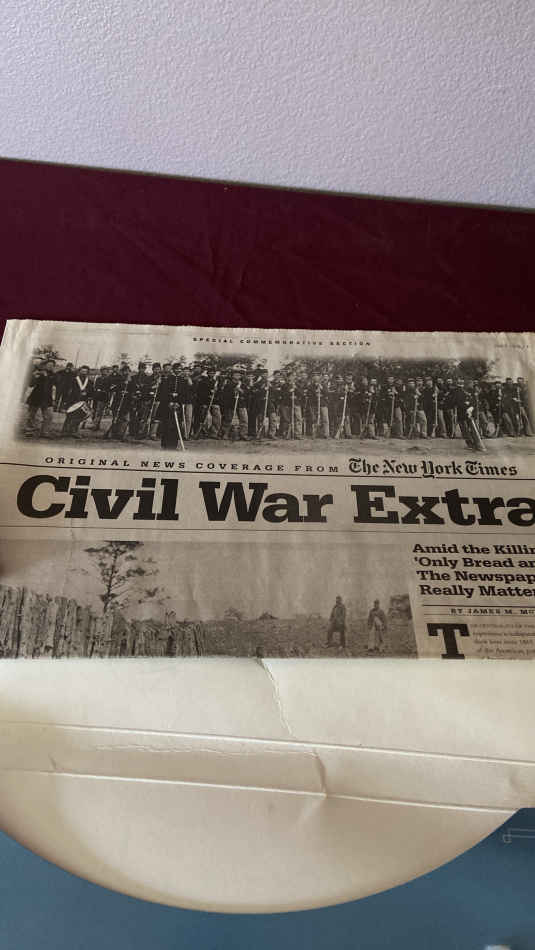 SPECIAL COMMEMORATIVE SECTION
ORIGINAL NEWS COVERAGE FROM The New York Times
Civil War Extra
Amid the Killin
'Only Bread an
The Newspap
Really Matter
BY JAMES M. MC
T